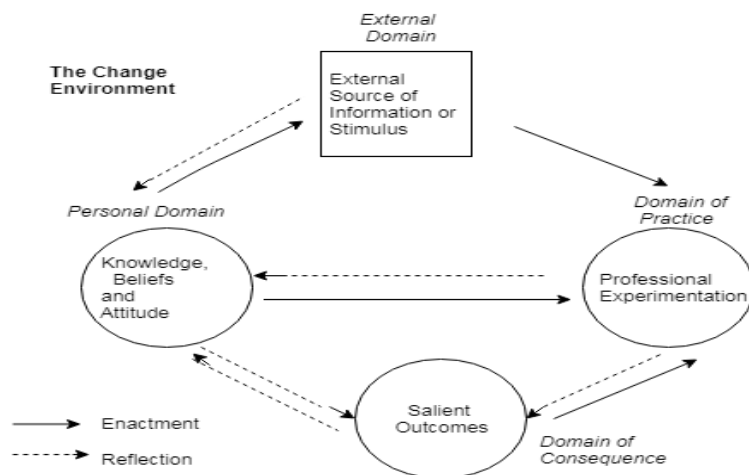 External
Domain
The Change
Environment
External
Source of
Information or
Stimulus
Personal Domain
Domain of
Practice
Knowledge,
Beliefs
and
Attitude
Professional
Experimentation
Salient
Outcomes
Domain of
Consequence
Enactment
Reflection